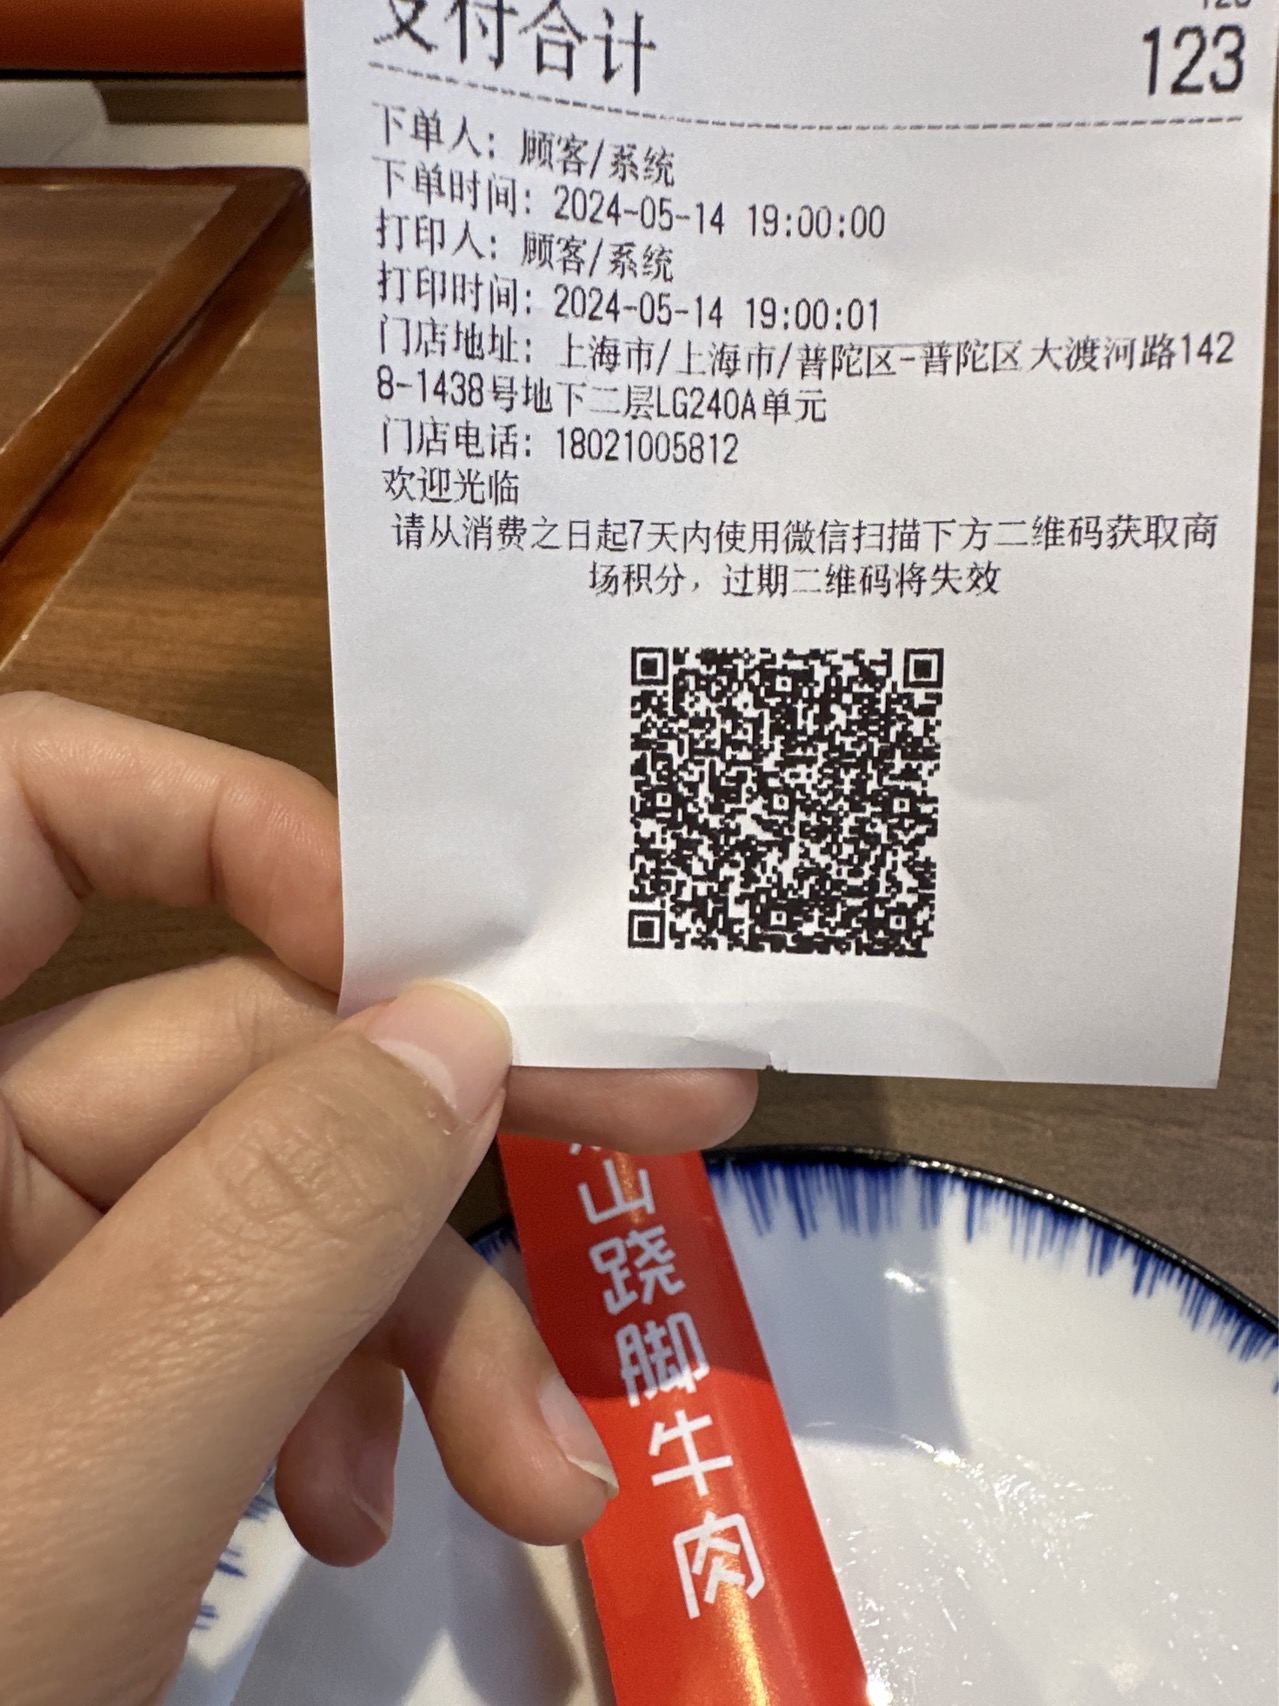 支付合计 123
下单人：顾客/系统
下单时间：2024-05-14 19:00:00
打印人：顾客/系统
打印时间：2024-05-14 19:00:01
门店地址：上海市/上海市/普陀区-普陀区大渡河路142
8-1438号地下二层LG240A单元
门店电话：18021005812
欢迎光临
请从消费之日起7天内使用微信扫描下方二维码获取商
场积分，过期二维码将失效
山跷脚牛肉